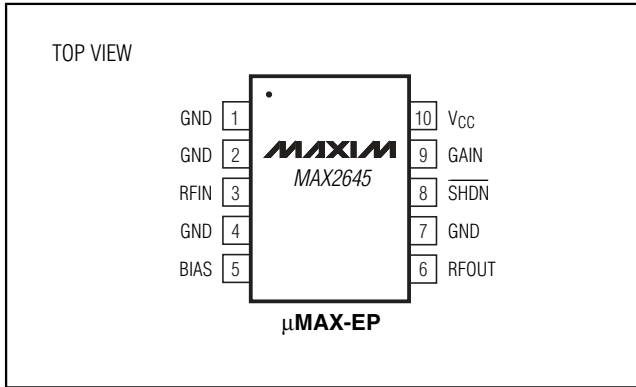 TOP VIEW
GND 1
GND 2
RFIN 3
GND 4
BIAS 5
MAXIM
MAX2645
10 VCC
9 GAIN
8 S̅H̅D̅N̅
7 GND
6 RFOUT
µMAX-EP